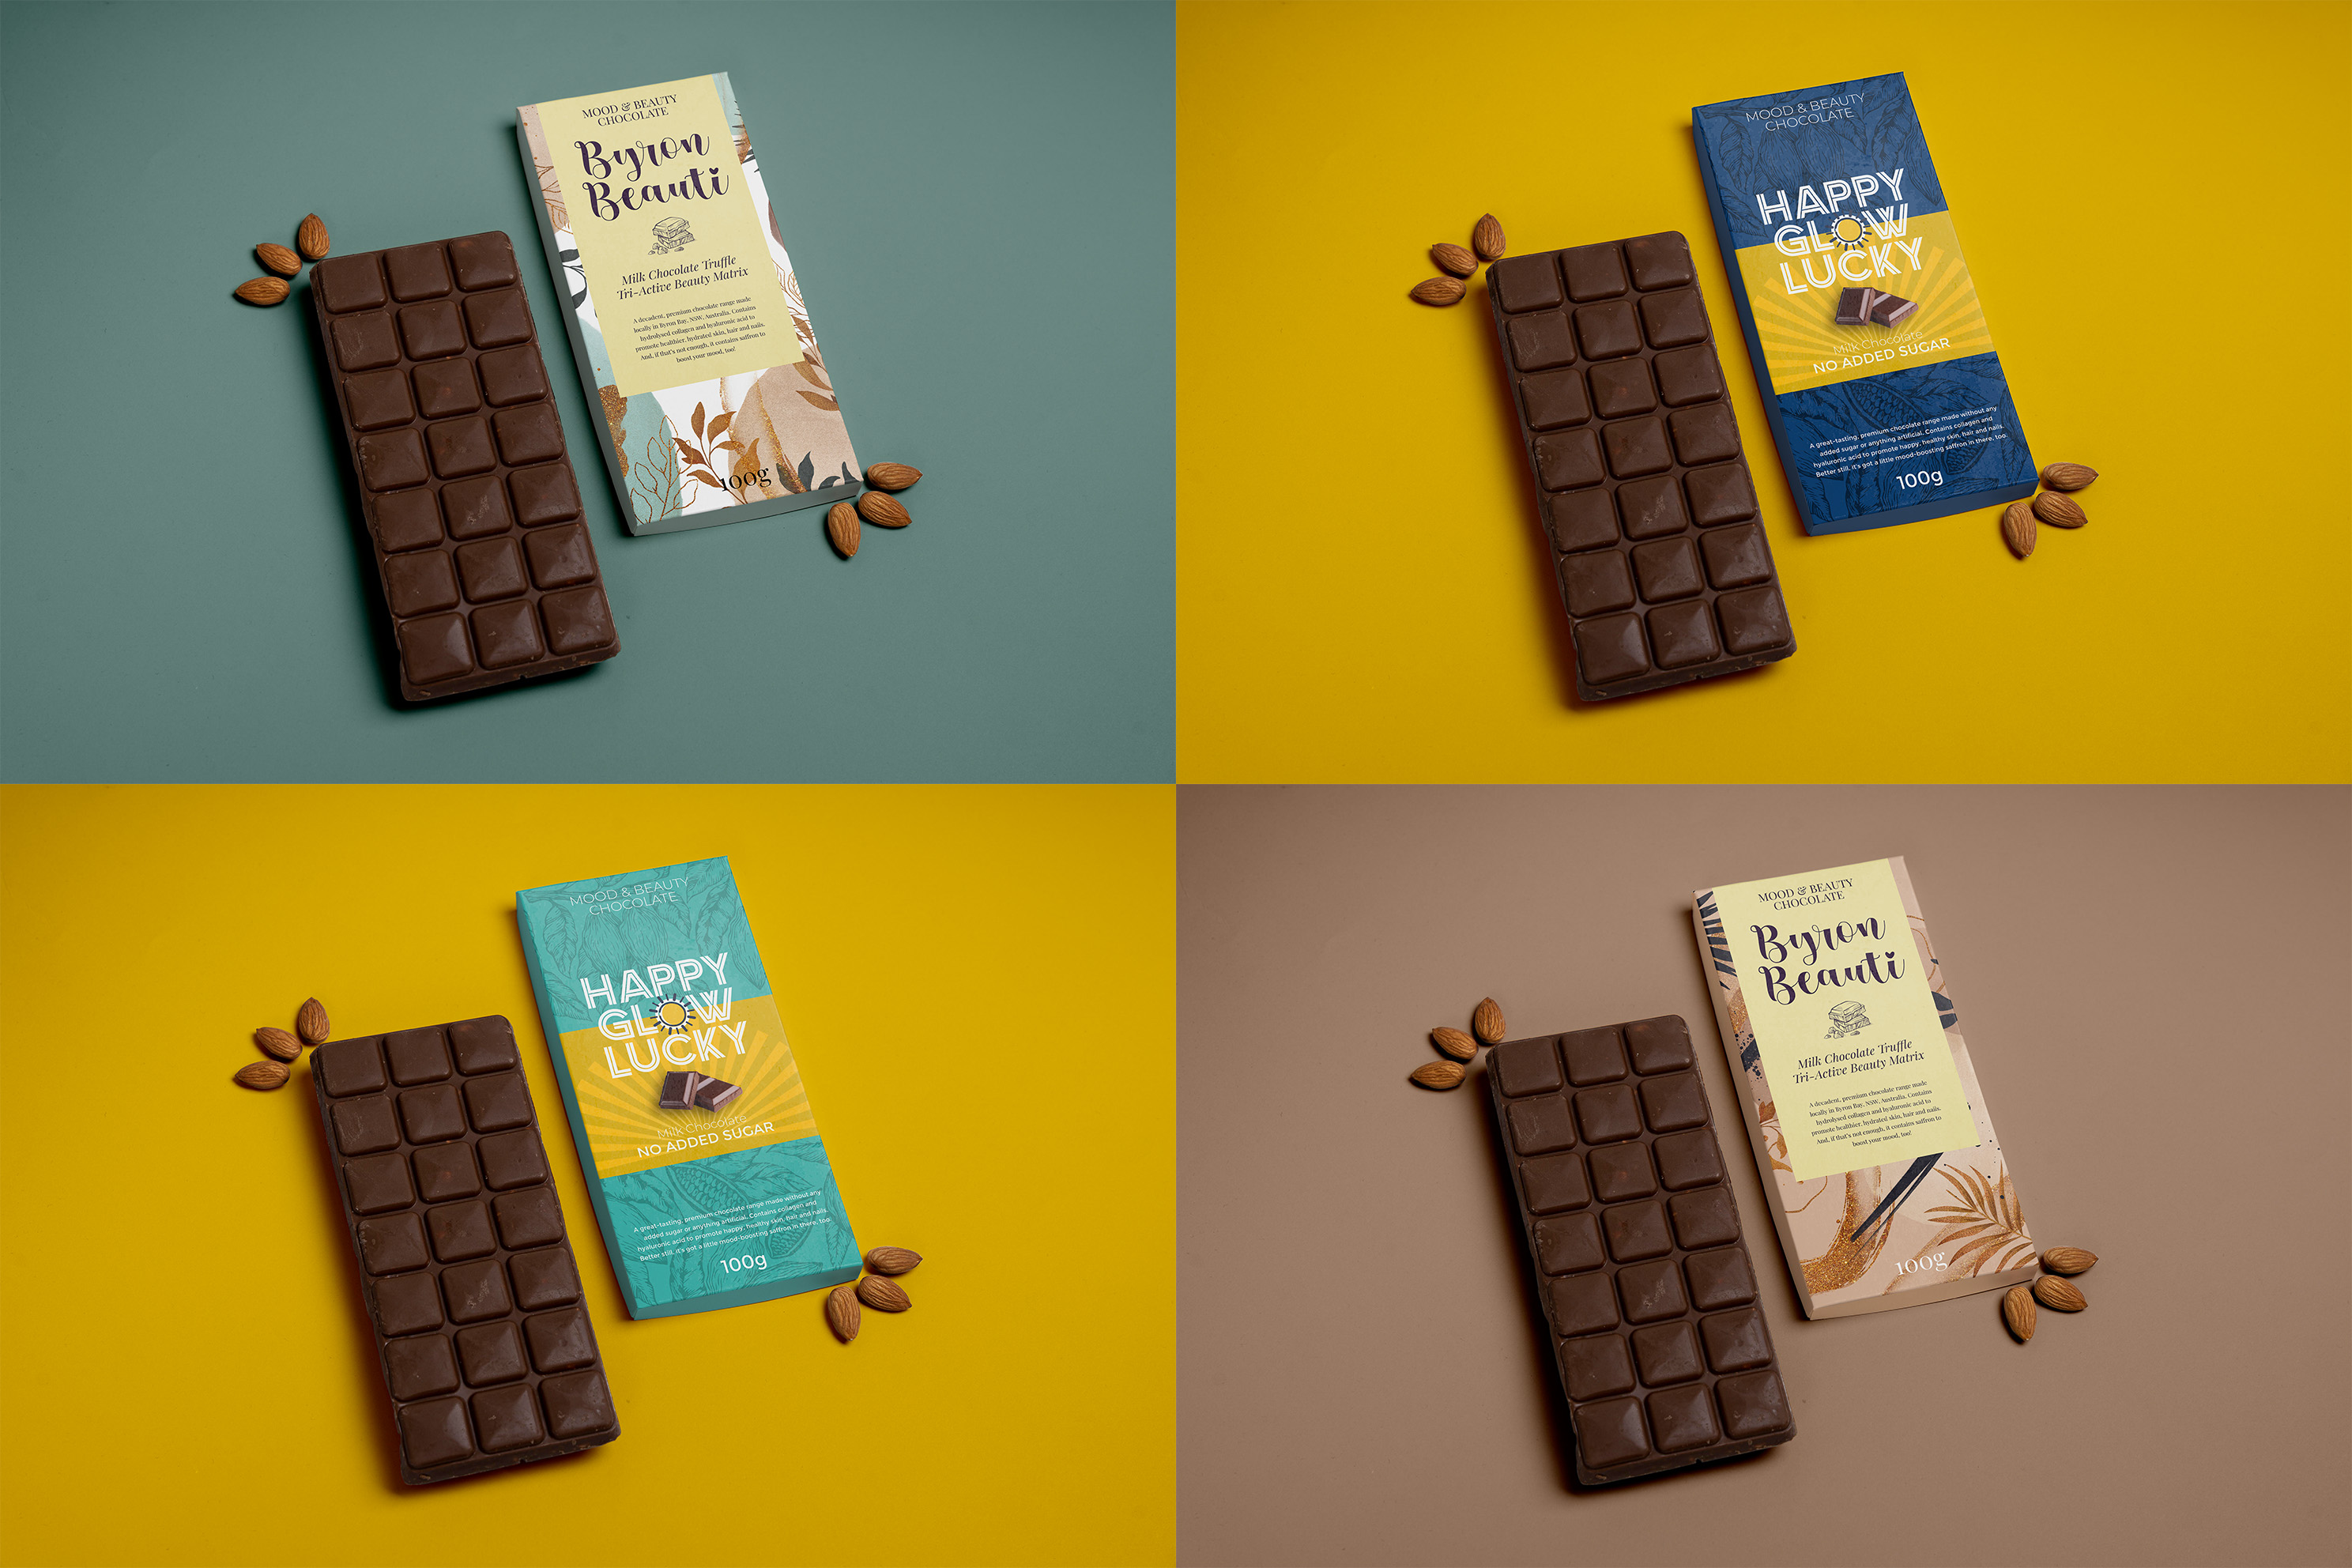 MOOD & BEAUTY
CHOCOLATE
Byron
Beauti
Milk Chocolate Truffle
Tri-Active Beauty Matrix
A decadent, premium chocolate range made
locally in Byron Bay, NSW, Australia. Contains
hydrolysed collagen and hyaluronic acid to
promote healthier, hydrated skin, hair and nails.
And, if that's not enough, it contains saffron to
boost your mood, too!
100g
MOOD & BEAUTY
CHOCOLATE
HAPPY
GLOW
LUCKY
Milk Chocolate
NO ADDED SUGAR
A great-tasting, premium chocolate range made without any
added sugar or anything artificial. Contains collagen and
hyaluronic acid to promote happy, healthy skin, hair and nails.
Better still, it's got a little mood-boosting saffron in there, too.
100g
MOOD & BEAUTY
CHOCOLATE
HAPPY
GLOW
LUCKY
Milk Chocolate
NO ADDED SUGAR
A great-tasting, premium chocolate range made without any
added sugar or anything artificial. Contains collagen and
hyaluronic acid to promote happy, healthy skin, hair and nails.
Better still, it's got a little mood-boosting saffron in there, too.
100g
MOOD & BEAUTY
CHOCOLATE
Byron
Beauti
Milk Chocolate Truffle
Tri-Active Beauty Matrix
A decadent, premium chocolate range made
locally in Byron Bay, NSW, Australia. Contains
hydrolysed collagen and hyaluronic acid to
promote healthier, hydrated skin, hair and nails.
And, if that's not enough, it contains saffron to
boost your mood, too!
100g